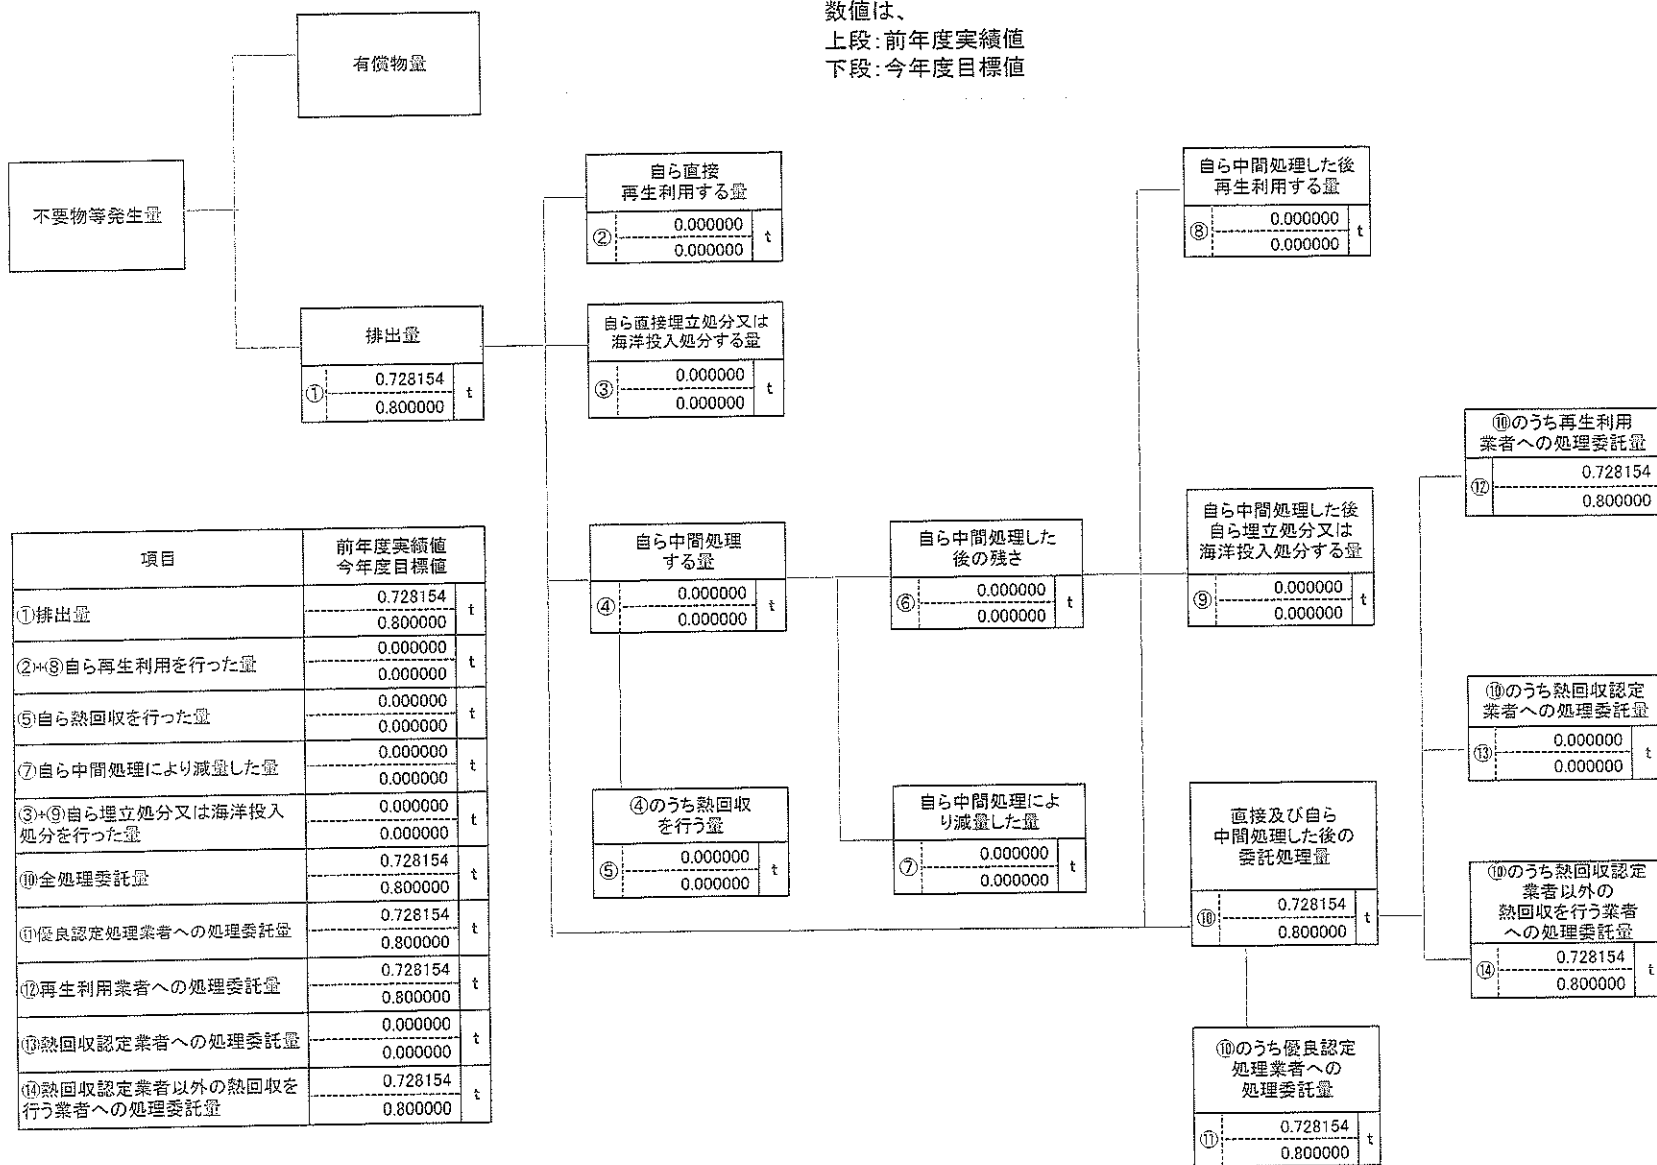 数値は、
上段:前年度実績値
下段:今年度目標値
有償物量
不要物等発生量
排出量
① 0.728154 t
0.800000
自ら直接
再生利用する量
② 0.000000 t
0.000000
自ら直接埋立処分又は
海洋投入処分する量
③ 0.000000 t
0.000000
自ら中間処理
する量
④ 0.000000 t
0.000000
④のうち熱回収
を行う量
⑤ 0.000000 t
0.000000
自ら中間処理した
後の残さ
⑥ 0.000000 t
0.000000
自ら中間処理によ
り減量した量
⑦ 0.000000 t
0.000000
自ら中間処理した後
再生利用する量
⑧ 0.000000 t
0.000000
自ら中間処理した後
自ら埋立処分又は
海洋投入処分する量
⑨ 0.000000 t
0.000000
直接及び自ら
中間処理した後の
委託処理量
⑩ 0.728154 t
0.800000
⑩のうち優良認定
処理業者への
処理委託量
⑪ 0.728154 t
0.800000
⑩のうち再生利用
業者への処理委託量
⑫ 0.728154
0.800000
⑩のうち熱回収認定
業者への処理委託量
⑬ 0.000000 t
0.000000
⑩のうち熱回収認定
業者以外の
熱回収を行う業者
への処理委託量
⑭ 0.728154 t
0.800000
項目 前年度実績値
今年度目標値
①排出量 0.728154 t
0.800000
②+⑧自ら再生利用を行った量 0.000000 t
0.000000
⑤自ら熱回収を行った量 0.000000 t
0.000000
⑦自ら中間処理により減量した量 0.000000 t
0.000000
③+⑨自ら埋立処分又は海洋投入
処分を行った量 0.000000 t
0.000000
⑩全処理委託量 0.728154 t
0.800000
⑪優良認定処理業者への処理委託量 0.728154 t
0.800000
⑫再生利用業者への処理委託量 0.728154 t
0.800000
⑬熱回収認定業者への処理委託量 0.000000 t
0.000000
⑭熱回収認定業者以外の熱回収を
行う業者への処理委託量 0.728154 t
0.800000